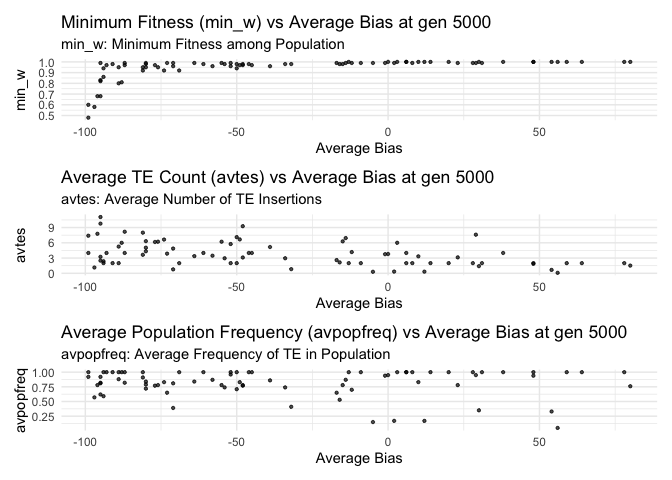 Minimum Fitness (min_w) vs Average Bias at gen 5000
min_w: Minimum Fitness among Population
min_w
1.0
0.9
0.8
0.7
0.6
0.5
-100 -50 0 50
Average Bias
Average TE Count (avtes) vs Average Bias at gen 5000
avtes: Average Number of TE Insertions
avtes
9
6
3
0
-100 -50 0 50
Average Bias
Average Population Frequency (avpopfreq) vs Average Bias at gen 5000
avpopfreq: Average Frequency of TE in Population
avpopfreq
1.00
0.75
0.50
0.25
-100 -50 0 50
Average Bias